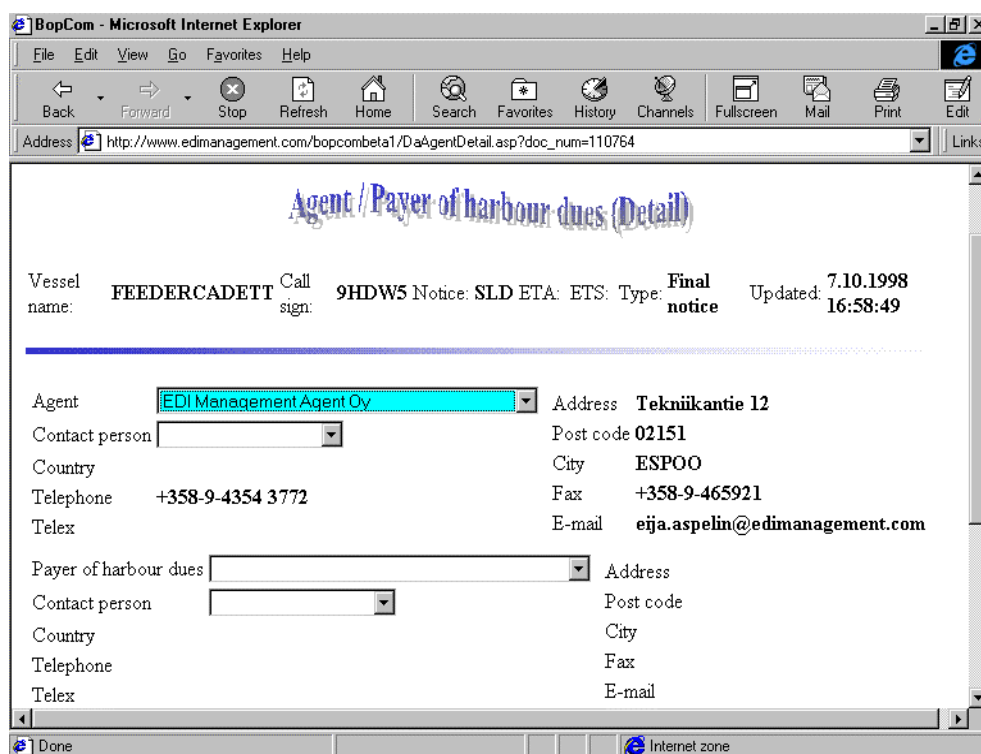 BopCom - Microsoft Internet Explorer
File Edit View Go Favorites Help
Back Forward Stop Refresh Home Search Favorites History Channels Fullscreen Mail Print Edit
Address http://www.edimanagement.com/bopcombeta1/DaAgentDetail.asp?doc_num=110764 Links
Agent / Payer of harbour dues (Detail)
Vessel name: FEEDERCADETT Call sign: 9HDW5 Notice: SLD ETA: ETS: Type: Final notice Updated: 7.10.1998 16:58:49
Agent EDI Management Agent Oy Address Tekniikantie 12
Contact person Post code 02151
Country City ESPOO
Telephone +358-9-4354 3772 Fax +358-9-465921
Telex E-mail eija.aspelin@edimanagement.com
Payer of harbour dues Address
Contact person Post code
Country City
Telephone Fax
Telex E-mail
Done Internet zone